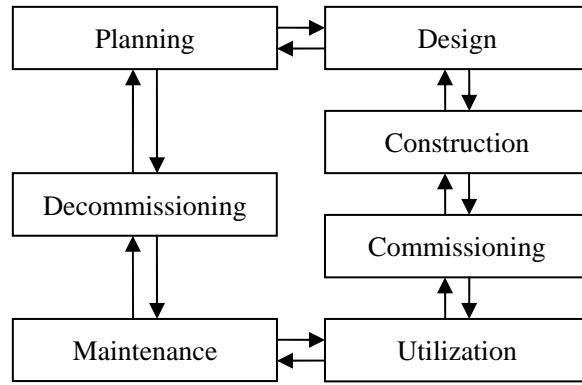 Planning
Design
Construction
Decommissioning
Commissioning
Maintenance
Utilization